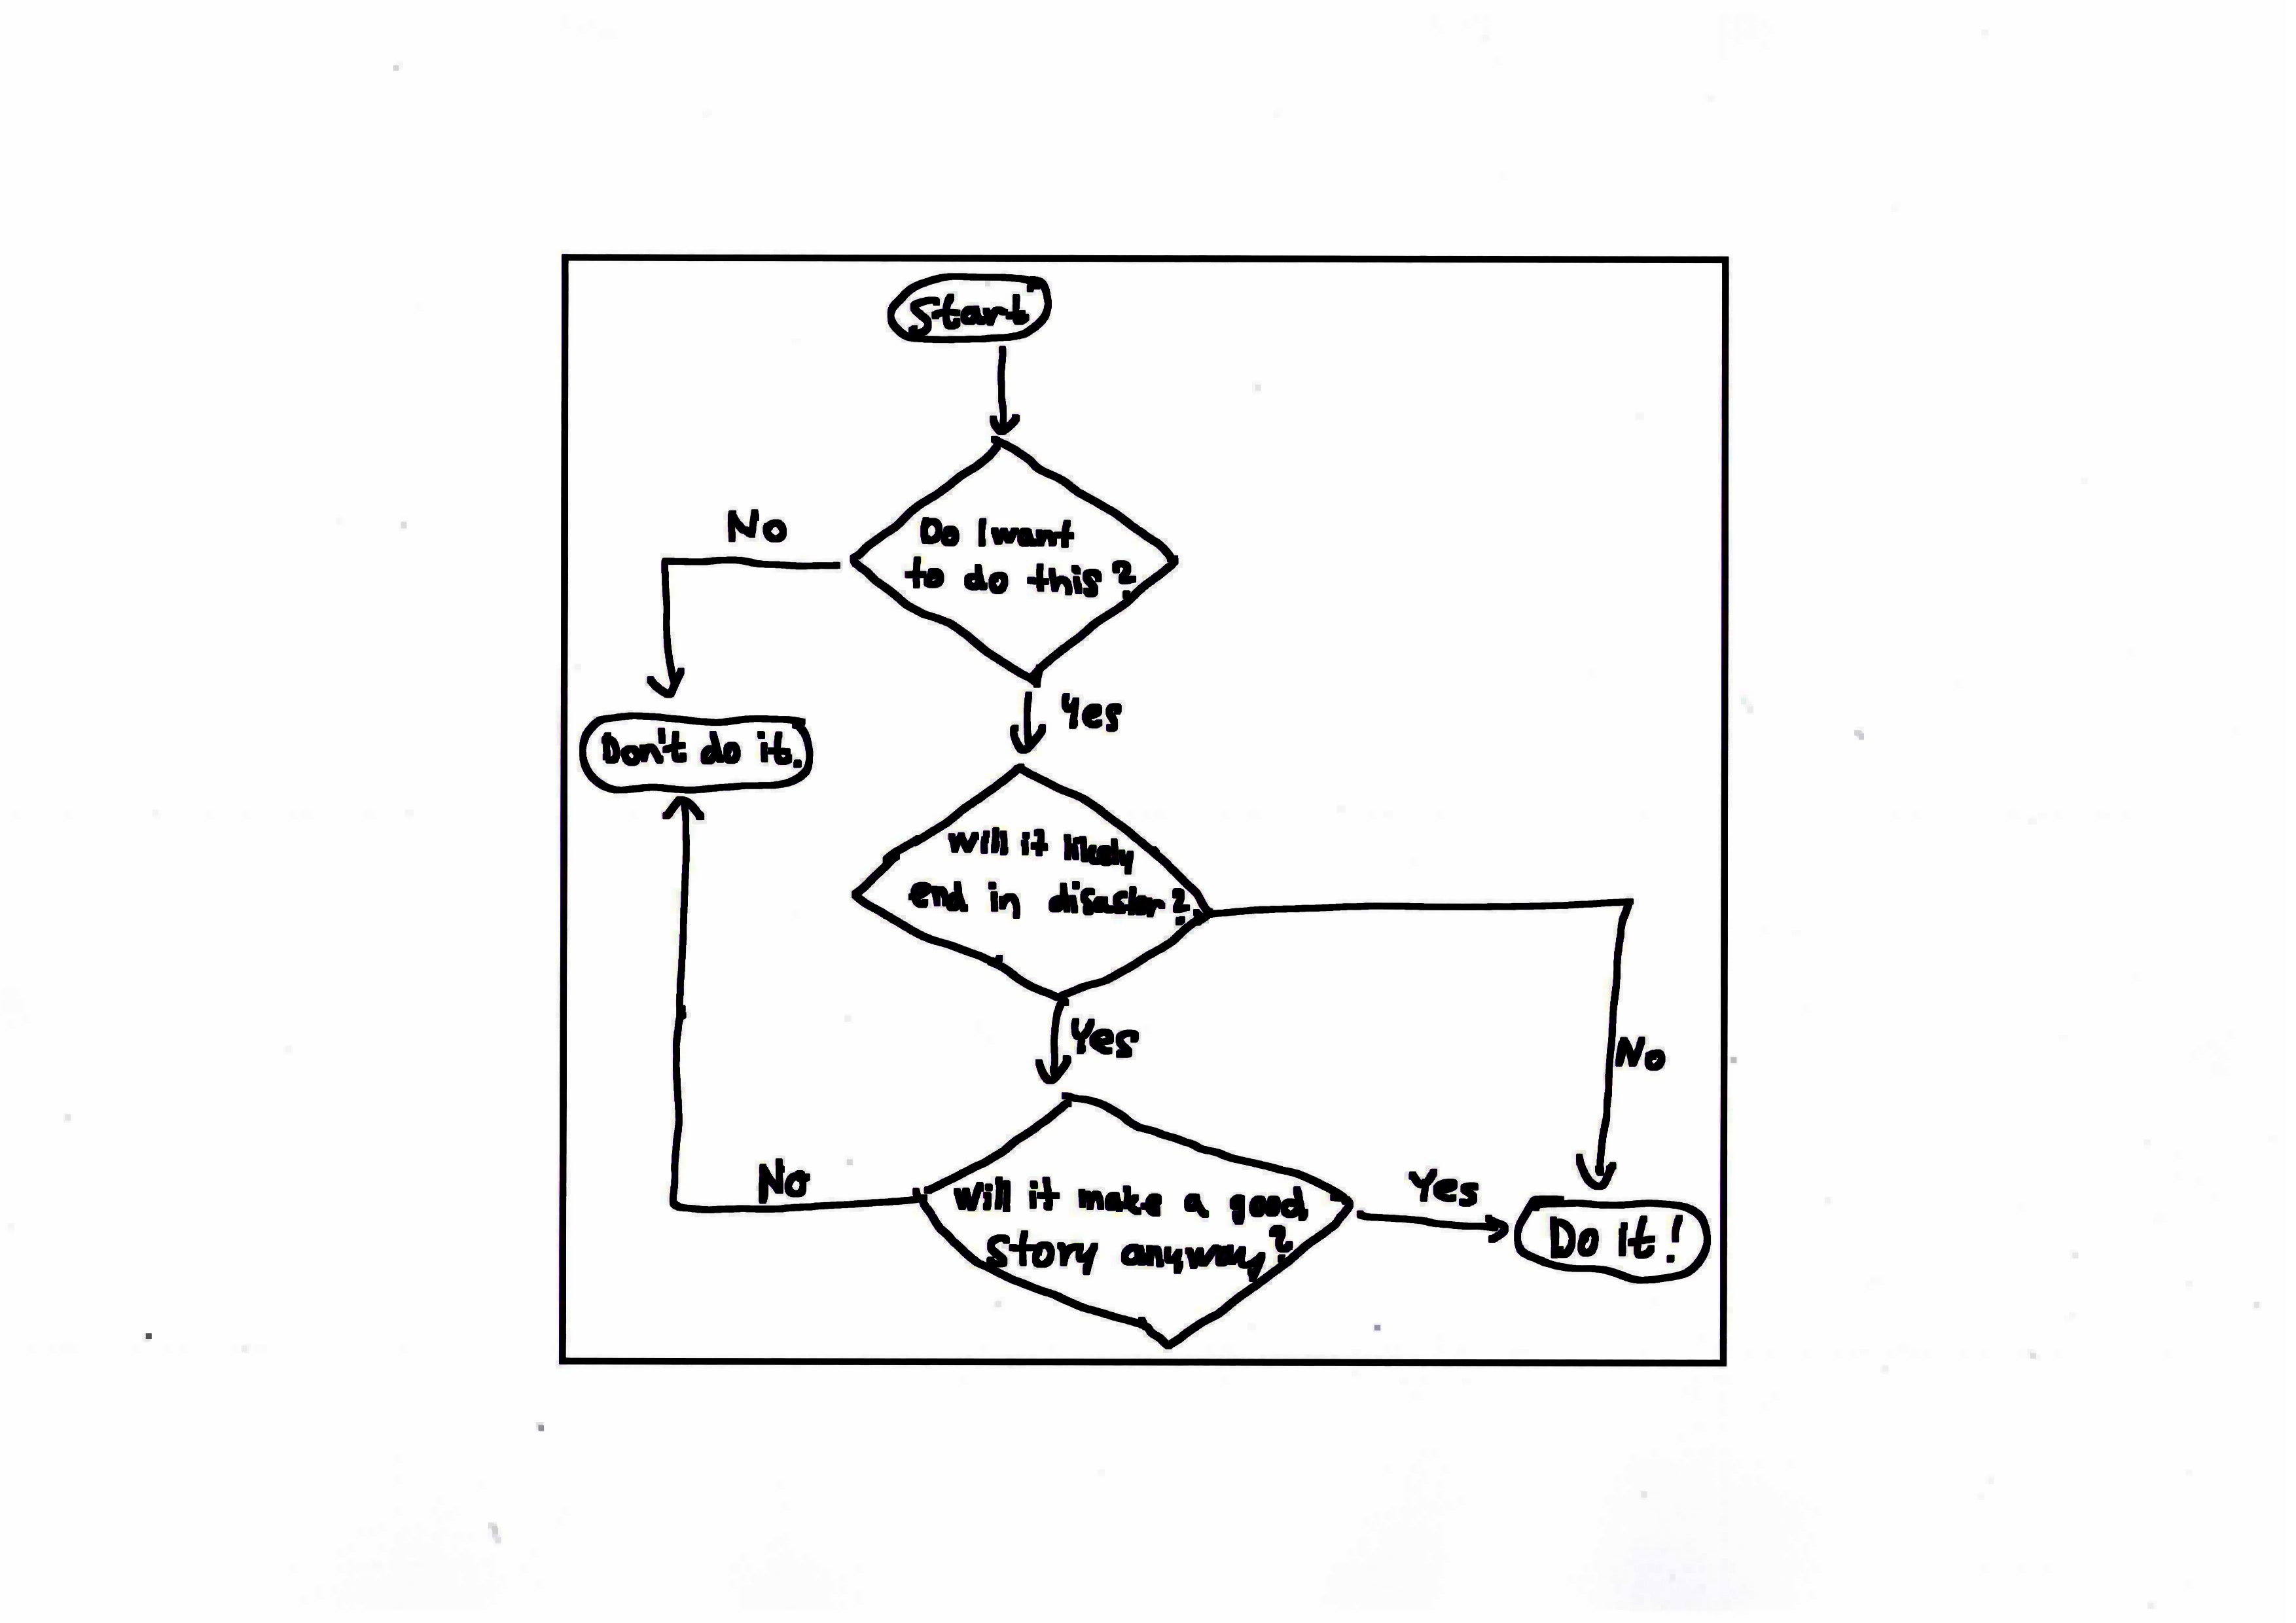 Start
Do I want
to do this?
No
Yes
Don't do it.
Will it likely
end in disaster?
Yes
No
Will it make a good
Story anyway?
No
Yes
Do it!